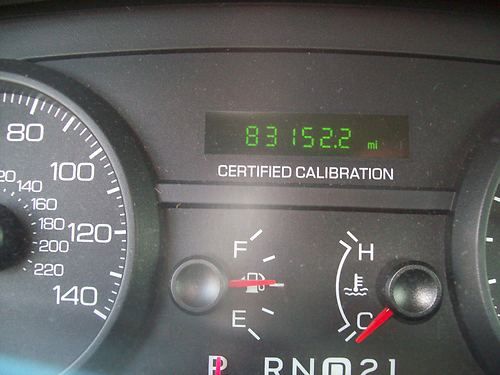 83152.2 mi
CERTIFIED CALIBRATION
80
100
120
140
140
160
180
200
220
F
E
H
C
P R N D 2 1